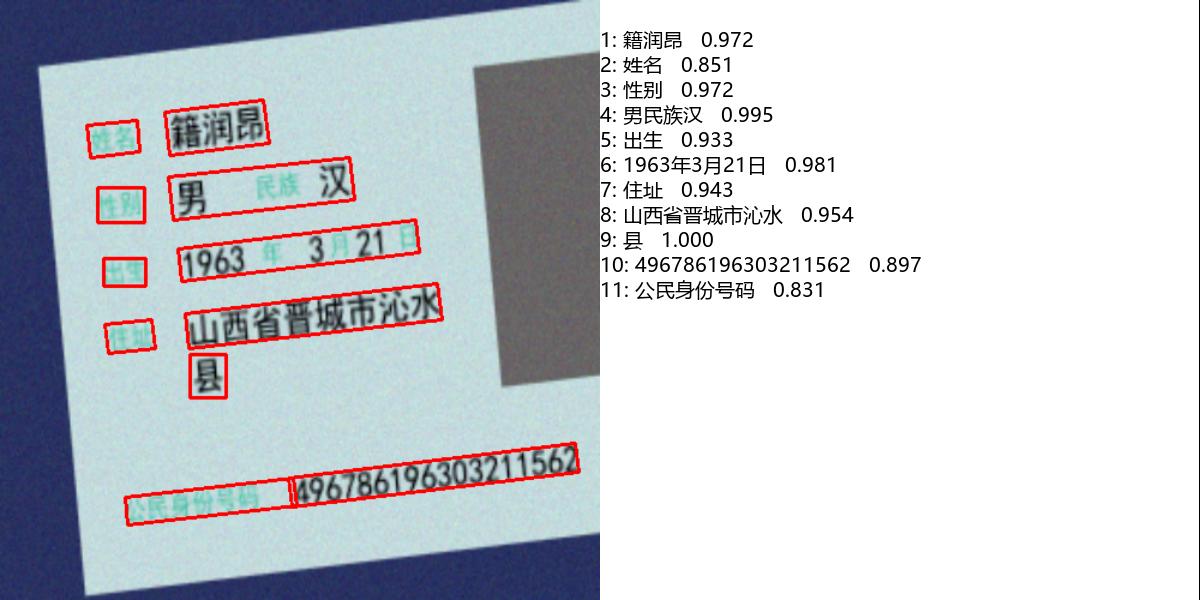 姓名 籍润昂
性别 男 民族 汉
出生 1963 年 3 月 21 日
住址 山西省晋城市沁水
县
公民身份号码 496786196303211562
1: 籍润昂 0.972
2: 姓名 0.851
3: 性别 0.972
4: 男民族汉 0.995
5: 出生 0.933
6: 1963年3月21日 0.981
7: 住址 0.943
8: 山西省晋城市沁水 0.954
9: 县 1.000
10: 496786196303211562 0.897
11: 公民身份号码 0.831